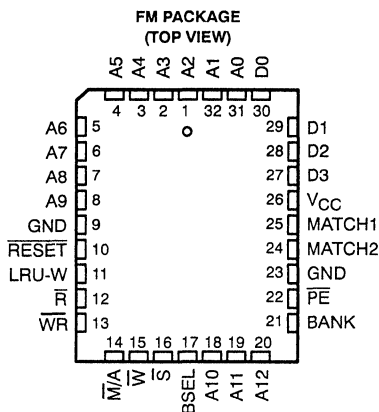 FM PACKAGE
(TOP VIEW)
A5 A4 A3 A2 A1 A0 D0
4 3 2 1 32 31 30
A6 5 29 D1
A7 6 28 D2
A8 7 27 D3
A9 8 26 VCC
GND 9 25 MATCH1
RESET 10 24 MATCH2
LRU-W 11 23 GND
R 12 22 PE
WR 13 21 BANK
14 15 16 17 18 19 20
M/A W S BSEL A10 A11 A12